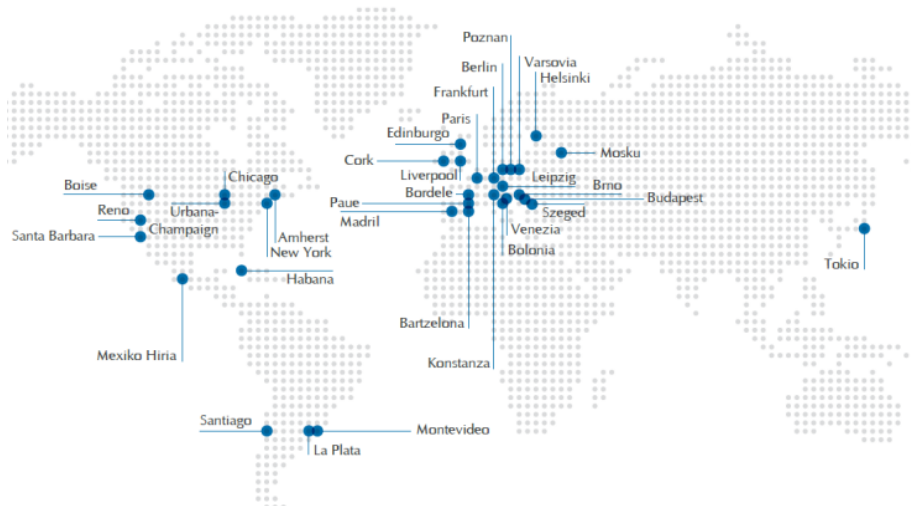 Poznan
Varsovia
Berlin
Helsinki
Frankfurt
Paris
Edinburgo
Mosku
Cork
Liverpool
Leipzig
Chicago
Boise
Bordele
Brno
Paue
Budapest
Reno
Urbana-
Champaign
Madril
Szeged
Venezia
Santa Barbara
Amherst
New York
Bolonia
Tokio
Habana
Bartzelona
Mexiko Hiria
Konstanza
Santiago
Montevideo
La Plata